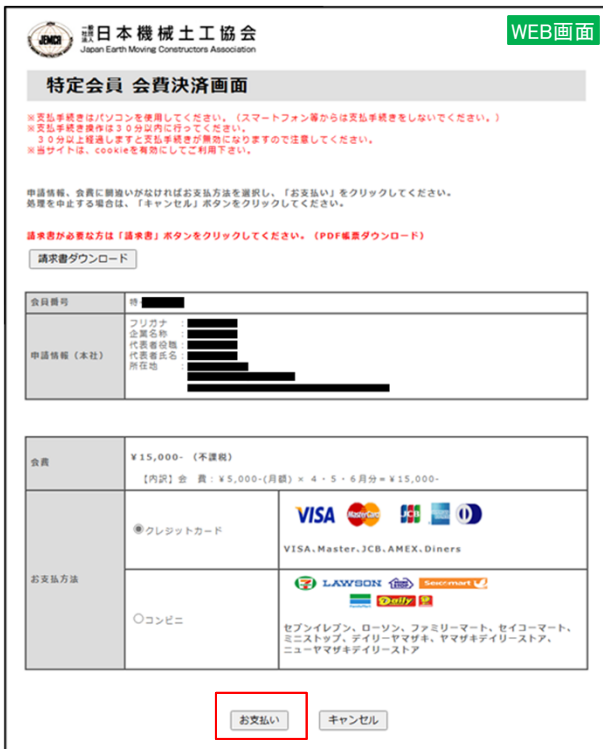 WEB画面
JEMCA
一般社団法人 日本機械土工協会
Japan Earth Moving Constructors Association
特定会員 会費決済画面
※支払手続きはパソコンを使用してください。（スマートフォン等からは支払手続きをしないでください。）
※支払手続き操作は３０分以内に行ってください。
３０分以上経過しますと支払手続きが無効になりますので注意してください。
※当サイトは、cookieを有効にしてご利用下さい。
申請情報、会費に間違いがなければお支払方法を選択し、「お支払い」をクリックしてください。
処理を中止する場合は、「キャンセル」ボタンをクリックしてください。
請求書が必要な方は「請求書」ボタンをクリックしてください。（PDF帳票ダウンロード）
請求書ダウンロード
会員番号
特-
申請情報（本社）
フリガナ ：
企業名称 ：
代表者役職：
代表者氏名：
所在地 ：
会費
¥15,000- （不課税）
【内訳】会 費：¥5,000-(月額) × 4・5・6月分＝¥15,000-
お支払方法
クレジットカード
VISA MasterCard JCB
VISA、Master、JCB、AMEX、Diners
コンビニ
LAWSON Seicomart
FamilyMart Daily
セブンイレブン、ローソン、ファミリーマート、セイコーマート、
ミニストップ、デイリーヤマザキ、ヤマザキデイリーストア、
ニューヤマザキデイリーストア
お支払い
キャンセル